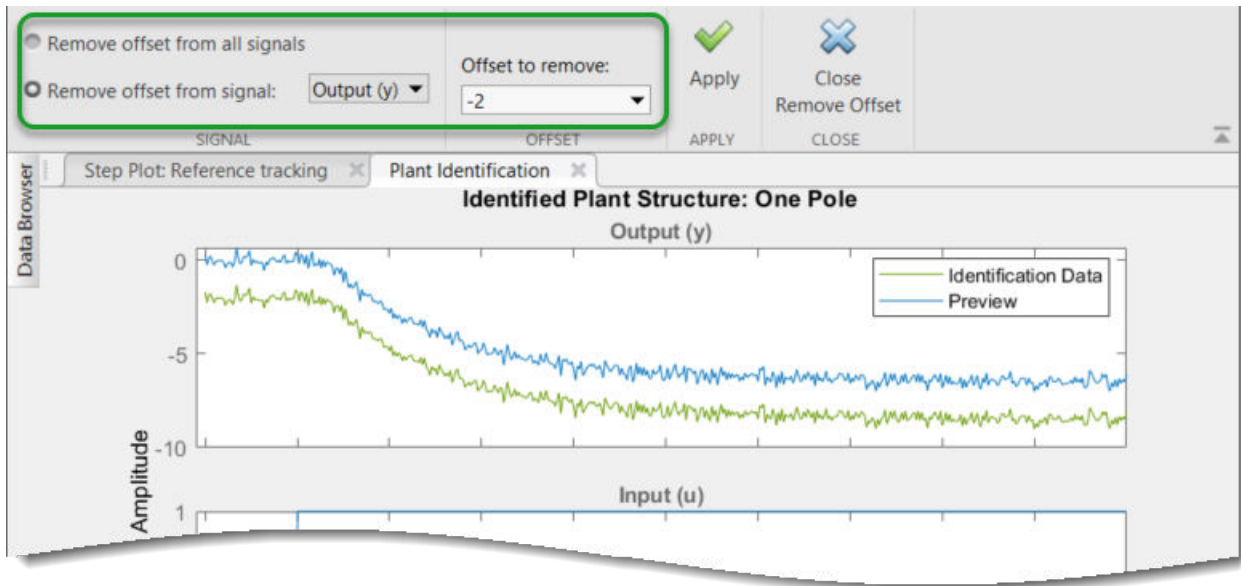 Remove offset from all signals
Remove offset from signal:
Output (y)
Offset to remove:
-2
Apply
Close
Remove Offset
SIGNAL
OFFSET
APPLY
CLOSE
Data Browser
Step Plot: Reference tracking
Plant Identification
Identified Plant Structure: One Pole
Output (y)
0
-5
-10
Identification Data
Preview
Amplitude
Input (u)
1